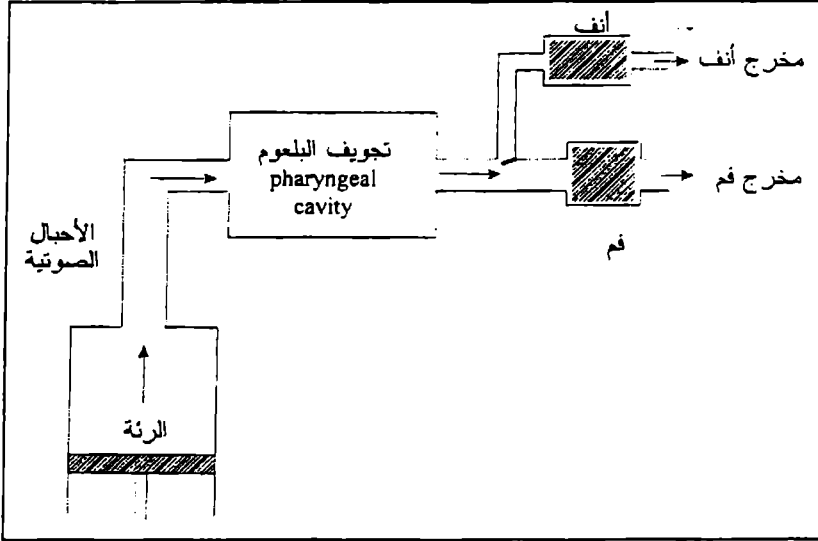 أنف
مخرج أنف
تجويف البلعوم
pharyngeal
cavity
مخرج فم
فم
الأحبال
الصوتية
الرئة